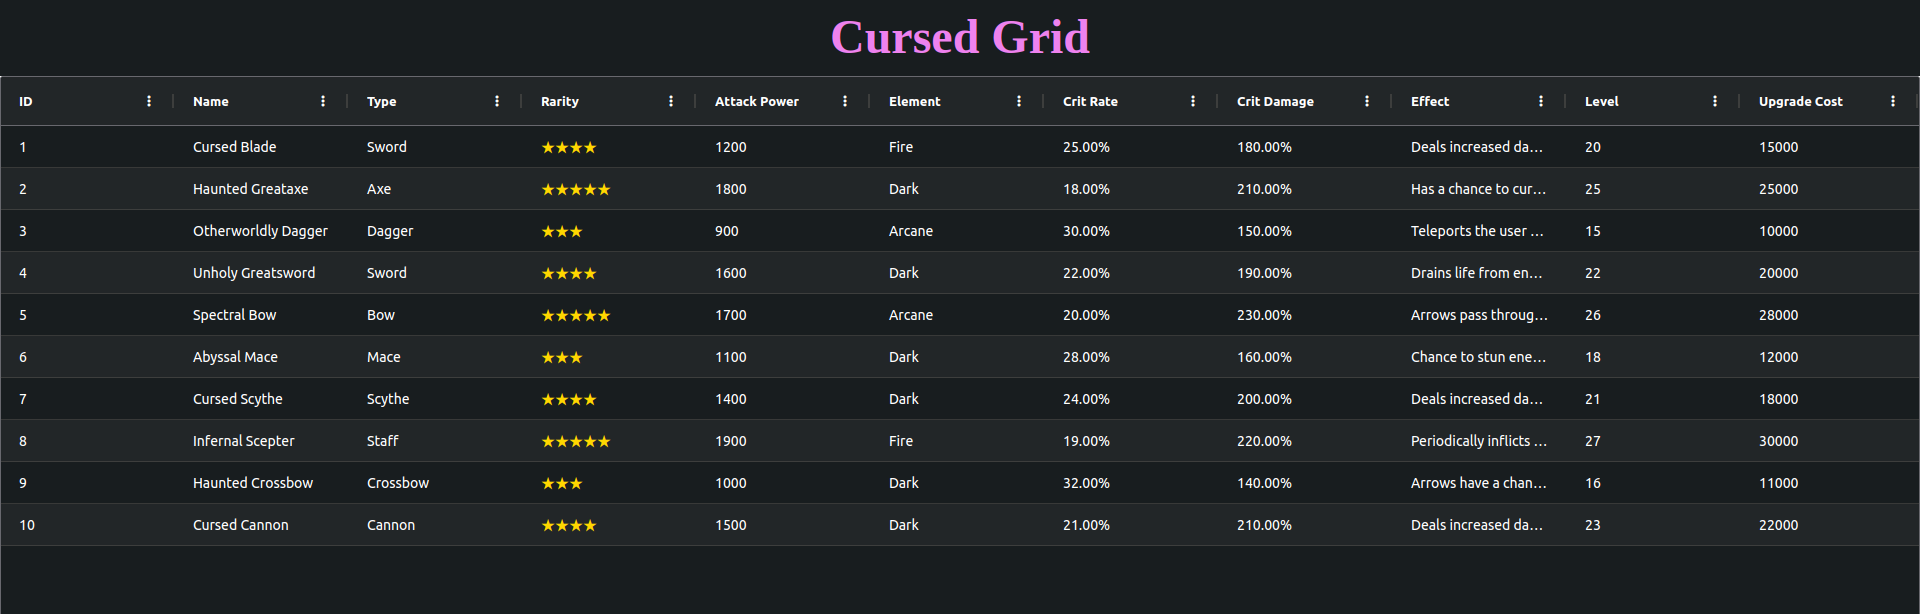 Cursed Grid
ID Name Type Rarity Attack Power Element Crit Rate Crit Damage Effect Level Upgrade Cost
1 Cursed Blade Sword ★★★★ 1200 Fire 25.00% 180.00% Deals increased da... 20 15000
2 Haunted Greataxe Axe ★★★★★ 1800 Dark 18.00% 210.00% Has a chance to cur... 25 25000
3 Otherworldly Dagger Dagger ★★★ 900 Arcane 30.00% 150.00% Teleports the user ... 15 10000
4 Unholy Greatsword Sword ★★★★ 1600 Dark 22.00% 190.00% Drains life from en... 22 20000
5 Spectral Bow Bow ★★★★★ 1700 Arcane 20.00% 230.00% Arrows pass throug... 26 28000
6 Abyssal Mace Mace ★★★ 1100 Dark 28.00% 160.00% Chance to stun ene... 18 12000
7 Cursed Scythe Scythe ★★★★ 1400 Dark 24.00% 200.00% Deals increased da... 21 18000
8 Infernal Scepter Staff ★★★★★ 1900 Fire 19.00% 220.00% Periodically inflicts ... 27 30000
9 Haunted Crossbow Crossbow ★★★ 1000 Dark 32.00% 140.00% Arrows have a chan... 16 11000
10 Cursed Cannon Cannon ★★★★ 1500 Dark 21.00% 210.00% Deals increased da... 23 22000